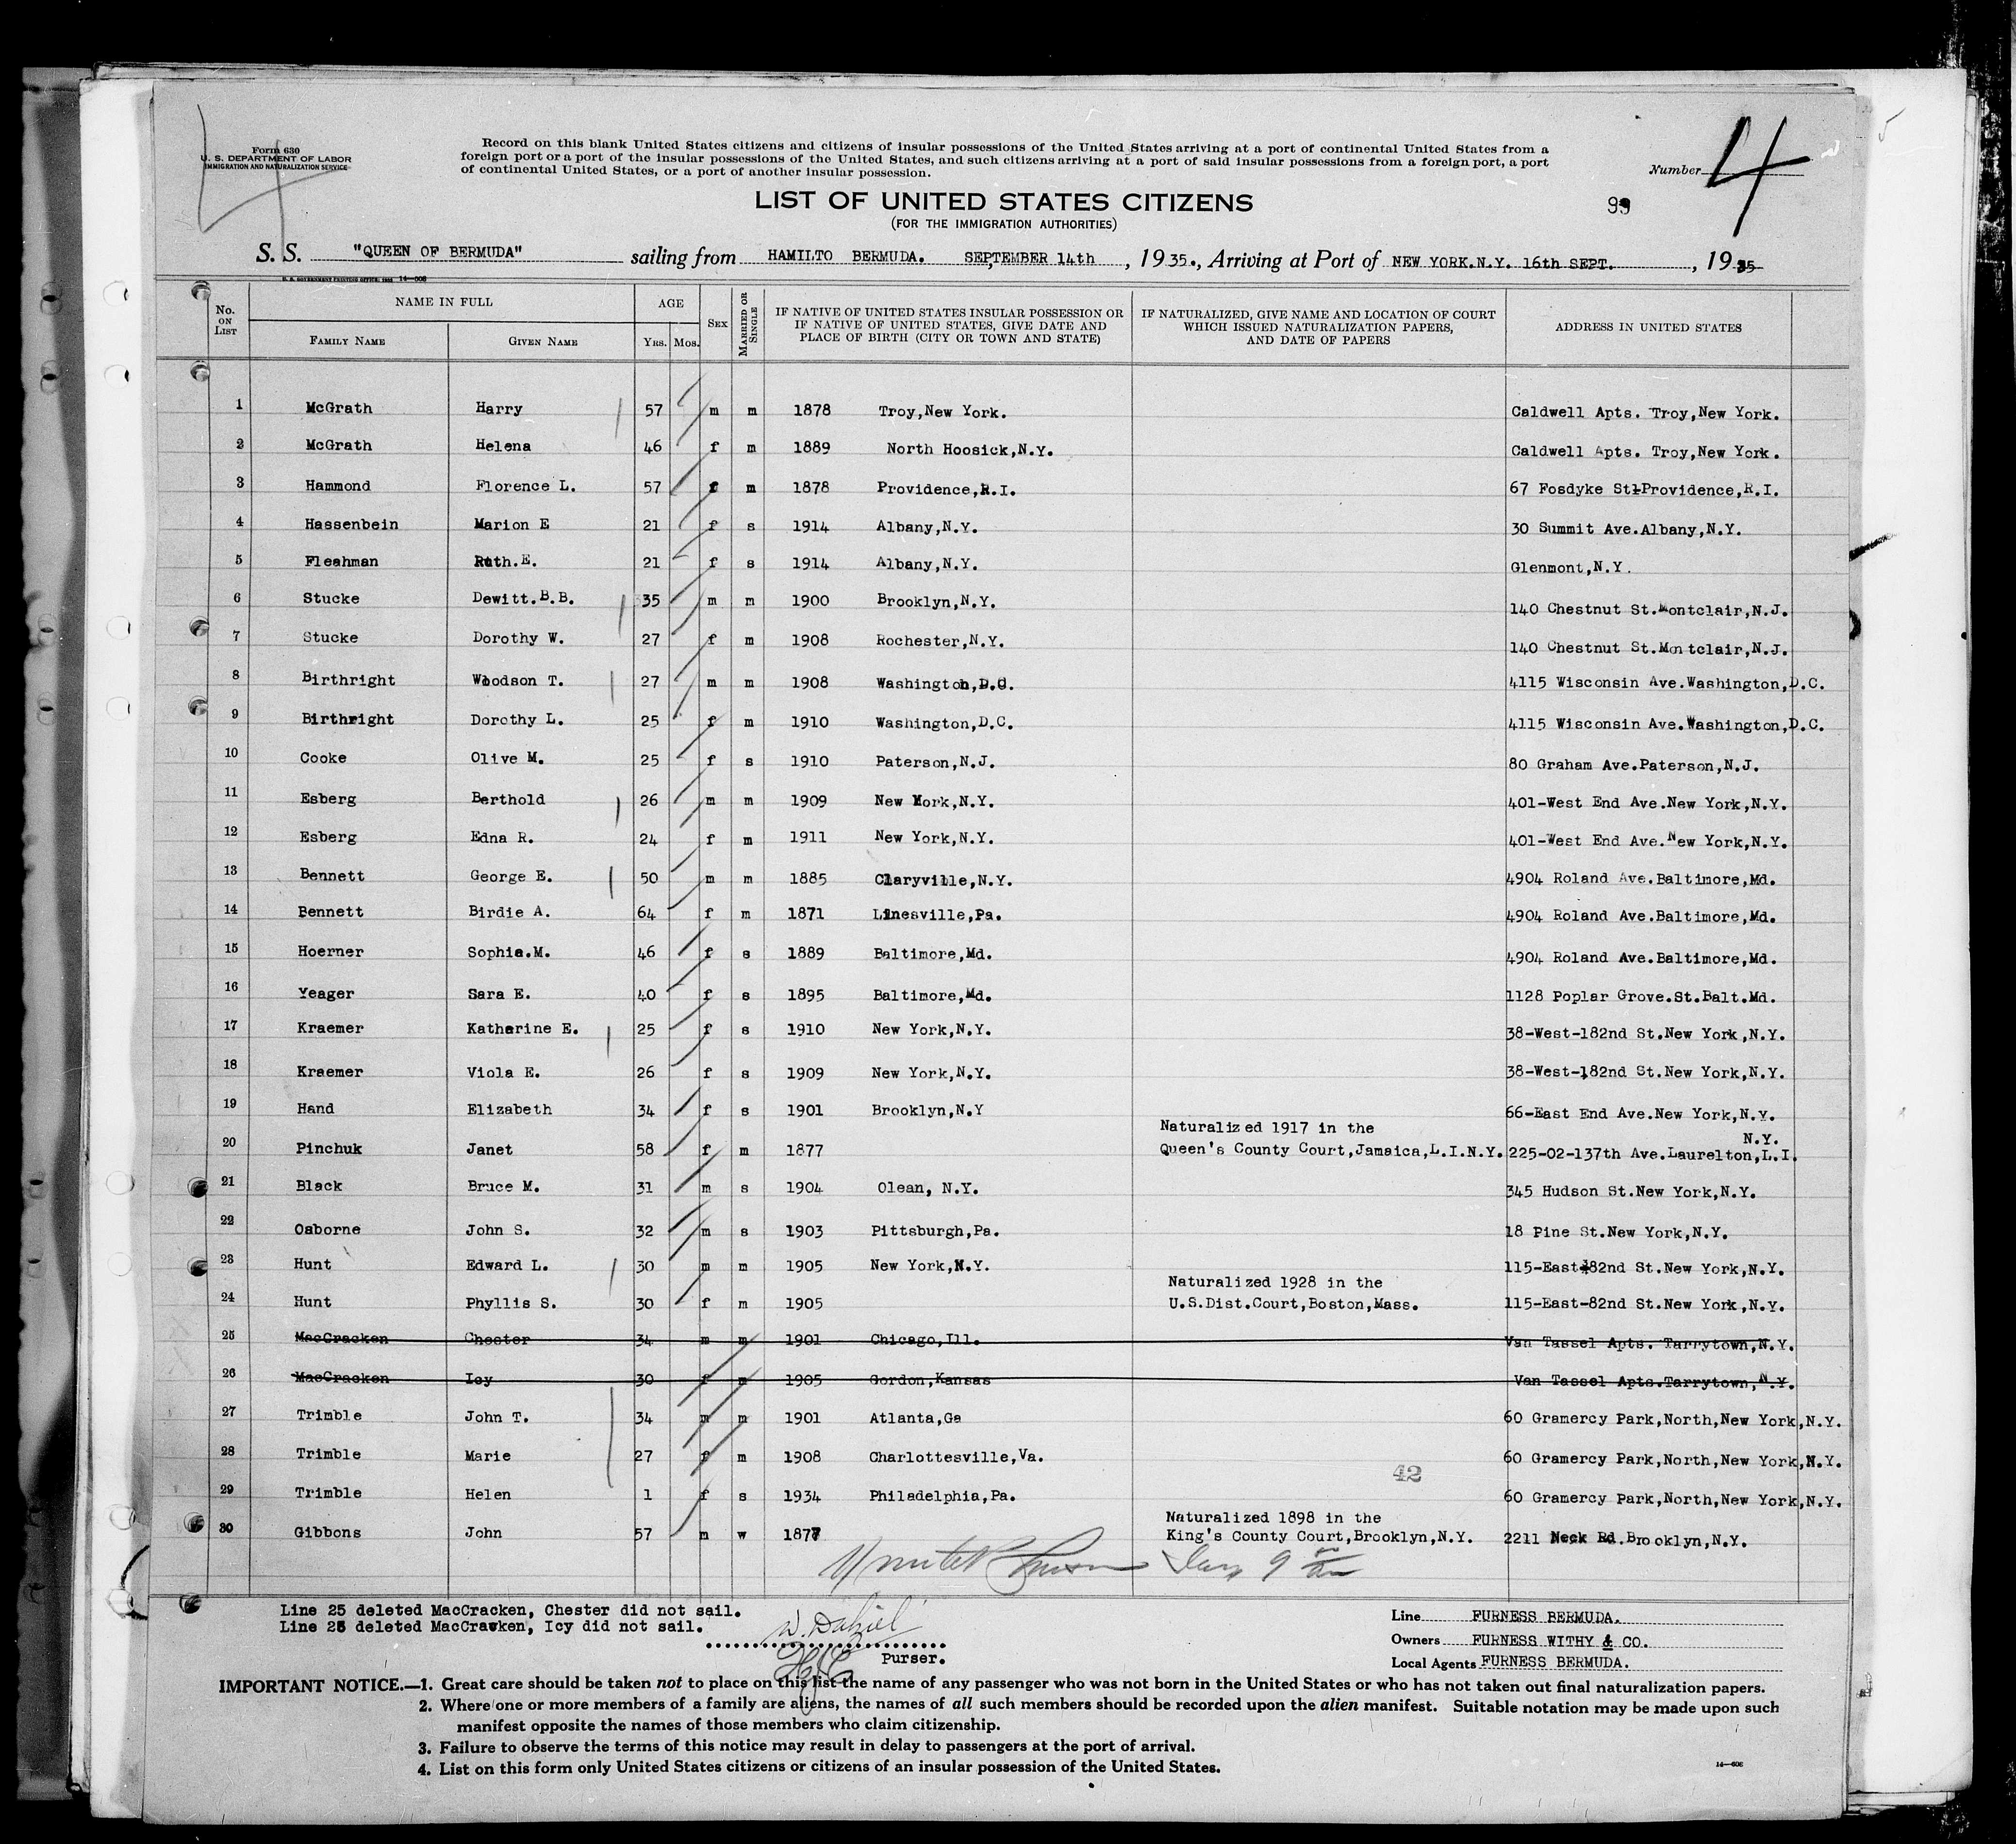 Form 630
U. S. DEPARTMENT OF LABOR
IMMIGRATION AND NATURALIZATION SERVICE
Record on this blank United States citizens and citizens of insular possessions of the United States arriving at a port of continental United States from a
foreign port or a port of the insular possessions of the United States, and such citizens arriving at a port of said insular possessions from a foreign port, a port
of continental United States, or a port of another insular possession.
Number 4
LIST OF UNITED STATES CITIZENS
(FOR THE IMMIGRATION AUTHORITIES)
S. S. "QUEEN OF BERMUDA" sailing from HAMILTO BERMUDA. SEPTEMBER 14th , 19 35., Arriving at Port of NEW YORK.N.Y. 16th SEPT. , 19 35
U. S. GOVERNMENT PRINTING OFFICE: 14—608
No. ON LIST NAME IN FULL FAMILY NAME GIVEN NAME AGE YRS. MOS. SEX MARRIED OR SINGLE IF NATIVE OF UNITED STATES INSULAR POSSESSION OR IF NATIVE OF UNITED STATES, GIVE DATE AND PLACE OF BIRTH (CITY OR TOWN AND STATE) IF NATURALIZED, GIVE NAME AND LOCATION OF COURT WHICH ISSUED NATURALIZATION PAPERS, AND DATE OF PAPERS ADDRESS IN UNITED STATES
1 McGrath Harry 57 m m 1878 Troy,New York. Caldwell Apts. Troy,New York.
2 McGrath Helena 46 f m 1889 North Hoosick,N.Y. Caldwell Apts. Troy,New York.
3 Hammond Florence L. 57 f m 1878 Providence,R.I. 67 Fosdyke St.Providence,R.I.
4 Hassenbein Marion E 21 f s 1914 Albany,N.Y. 30 Summit Ave.Albany,N.Y.
5 Fleahman Ruth.E. 21 f s 1914 Albany,N.Y. Glenmont,N.Y.
6 Stucke Dewitt.B.B. 35 m m 1900 Brooklyn,N.Y. 140 Chestnut St.Montclair,N.J.
7 Stucke Dorothy W. 27 f m 1908 Rochester,N.Y. 140 Chestnut St.Montclair,N.J.
8 Birthright Woodson T. 27 m m 1908 Washington,D.C. 4115 Wisconsin Ave.Washington,D.C.
9 Birthright Dorothy L. 25 f m 1910 Washington,D.C. 4115 Wisconsin Ave.Washington,D.C.
10 Cooke Olive M. 25 f s 1910 Paterson,N.J. 80 Graham Ave.Paterson,N.J.
11 Esberg Berthold 26 m m 1909 New York,N.Y. 401-West End Ave.New York,N.Y.
12 Esberg Edna R. 24 f m 1911 New York,N.Y. 401-West End Ave.New York,N.Y.
13 Bennett George E. 50 m m 1885 Claryville,N.Y. 4904 Roland Ave.Baltimore,Md.
14 Bennett Birdie A. 64 f m 1871 Linesville,Pa. 4904 Roland Ave.Baltimore,Md.
15 Hoerner Sophie.M. 46 f s 1889 Baltimore,Md. 4904 Roland Ave.Baltimore,Md.
16 Yeager Sara E. 40 f s 1895 Baltimore,Md. 1128 Poplar Grove.St.Balt.Md.
17 Kraemer Katharine E. 25 f s 1910 New York,N.Y. 38-West-182nd St.New York,N.Y.
18 Kraemer Viola E. 26 f s 1909 New York,N.Y. 38-West-182nd St.New York,N.Y.
19 Hand Elizabeth 34 f s 1901 Brooklyn,N.Y 66-East End Ave.New York,N.Y.
Naturalized 1917 in the
N.Y.
20 Pinchuk Janet 58 f m 1877 Queen's County Court,Jamaica,L.I.N.Y. 225-02-137th Ave.Laurelton,L.I.
21 Black Bruce M. 31 m s 1904 Olean, N.Y. 345 Hudson St.New York,N.Y.
22 Osborne John S. 32 m s 1903 Pittsburgh,Pa. 18 Pine St.New York,N.Y.
23 Hunt Edward L. 30 m m 1905 New York,N.Y. 115-East-82nd St.New York,N.Y.
Naturalized 1928 in the
24 Hunt Phyllis S. 30 f m 1905 U.S.Dist.Court,Boston,Mass. 115-East-82nd St.New York,N.Y.
25 MacCracken Chester 34 m m 1901 Chicago,Ill. Van Tassel Apts. Tarrytown,N.Y.
26 MacCracken Icy 30 f m 1905 Gordon,Kansas Van Tassel Apts.Tarrytown,N.Y.
27 Trimble John T. 34 m m 1901 Atlanta,Ga 60 Gramercy Park,North,New York,N.Y.
28 Trimble Marie 27 f m 1908 Charlottesville,Va. 60 Gramercy Park,North,New York,N.Y.
42
29 Trimble Helen 1 f s 1934 Philadelphia,Pa. 60 Gramercy Park,North,New York,N.Y.
Naturalized 1898 in the
30 Gibbons John 57 m w 1877 King's County Court,Brooklyn,N.Y. 2211 Neck Rd.Brooklyn,N.Y.
Line 25 deleted MacCracken, Chester did not sail.
Line 26 deleted MacCracken, Icy did not sail.
Purser.
Line FURNESS BERMUDA.
Owners FURNESS WITHY & CO.
Local Agents FURNESS BERMUDA.
IMPORTANT NOTICE.—1. Great care should be taken not to place on this list the name of any passenger who was not born in the United States or who has not taken out final naturalization papers.
2. Where one or more members of a family are aliens, the names of all such members should be recorded upon the alien manifest. Suitable notation may be made upon such
manifest opposite the names of those members who claim citizenship.
3. Failure to observe the terms of this notice may result in delay to passengers at the port of arrival.
4. List on this form only United States citizens or citizens of an insular possession of the United States.
14—608